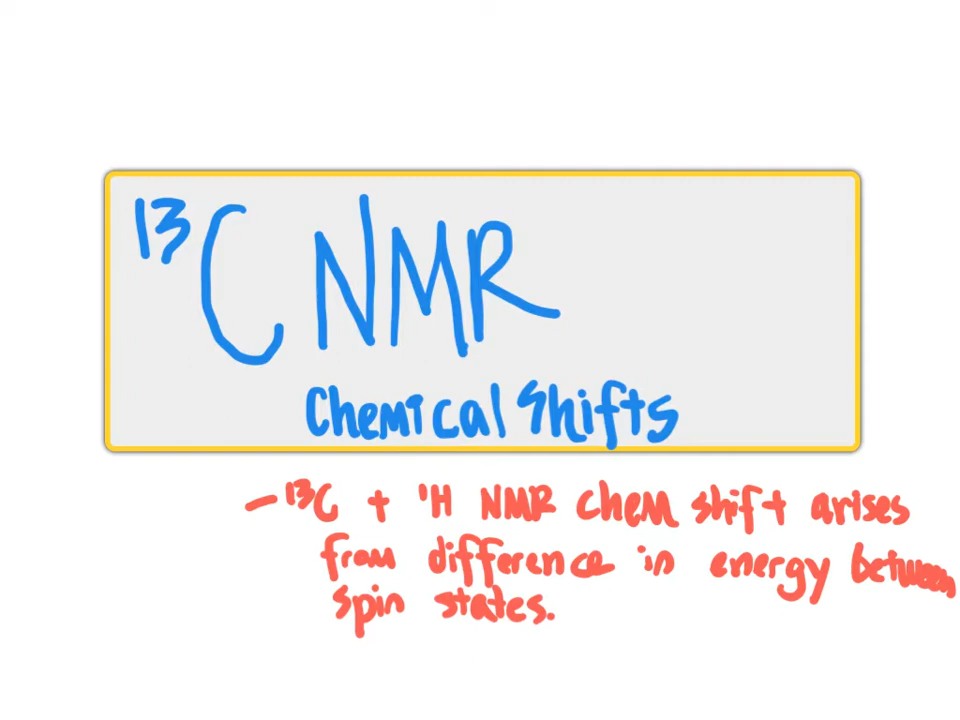 ¹³C NMR
Chemical Shifts
- ¹³C + ¹H NMR chem shift arises
from difference in energy between
spin states.